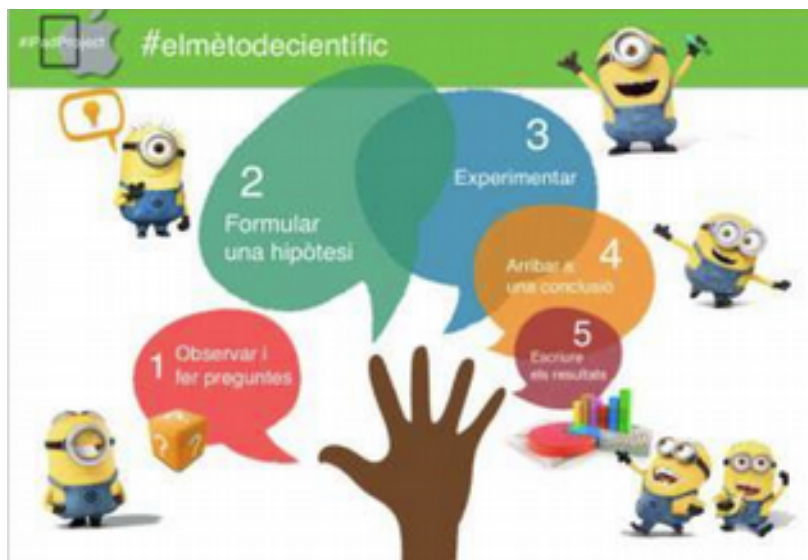 #iPadProject
#elmètodecientífic
1
Observar i
fer preguntes
2
Formular
una hipòtesi
3
Experimentar
4
Arribar a
una conclusió
5
Escriure
els resultats
? ?